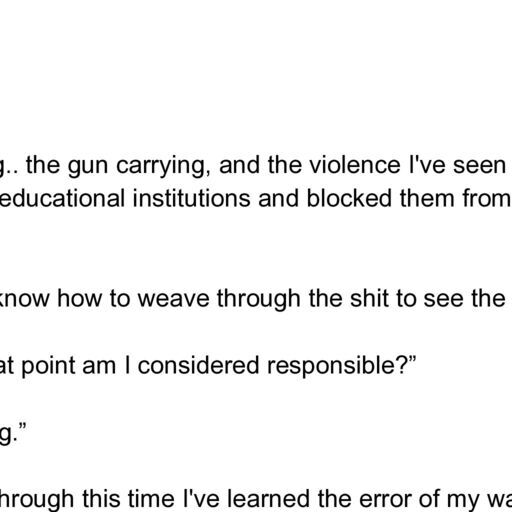 g.. the gun carrying, and the violence I've seen
educational institutions and blocked them from
know how to weave through the shit to see the
at point am I considered responsible?”
g.”
hrough this time I've learned the error of my wa